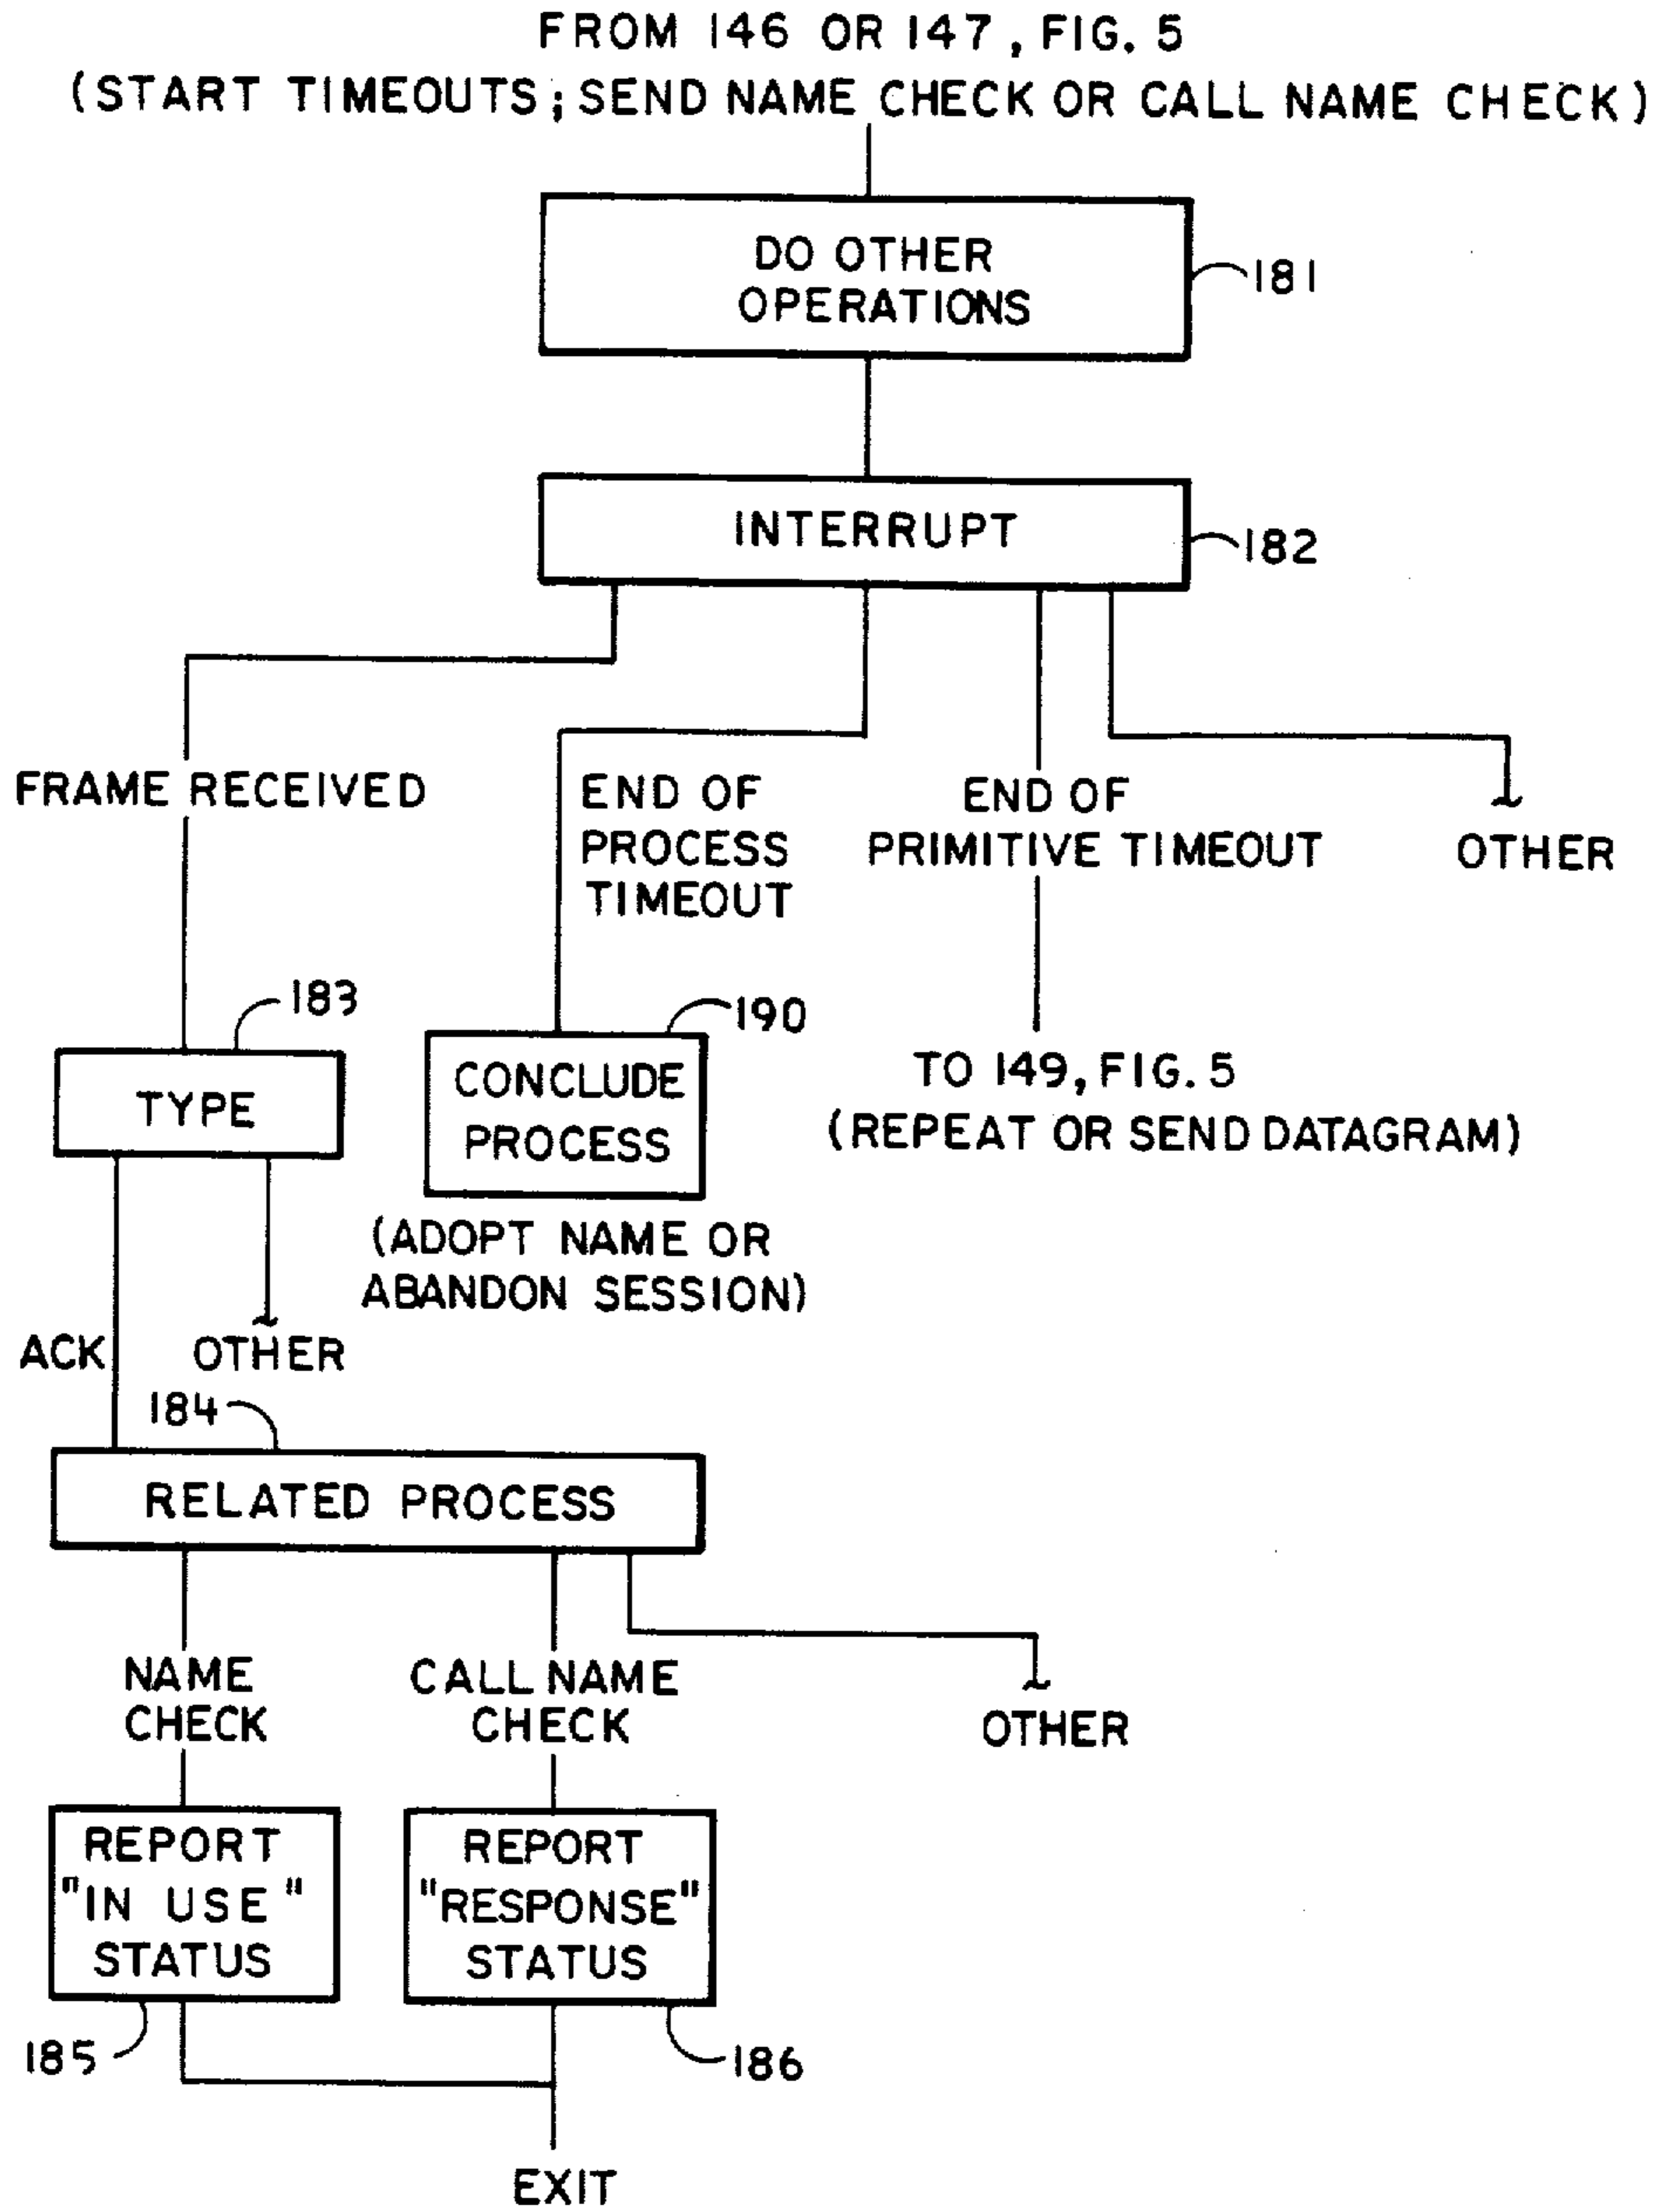 FROM 146 OR 147, FIG. 5
(START TIMEOUTS; SEND NAME CHECK OR CALL NAME CHECK)
DO OTHER
OPERATIONS
181
INTERRUPT
182
FRAME RECEIVED
END OF
PROCESS
TIMEOUT
END OF
PRIMITIVE TIMEOUT
OTHER
183
TYPE
190
CONCLUDE
PROCESS
(ADOPT NAME OR
ABANDON SESSION)
TO 149, FIG. 5
(REPEAT OR SEND DATAGRAM)
ACK
OTHER
184
RELATED PROCESS
NAME
CHECK
CALL NAME
CHECK
OTHER
REPORT
"IN USE"
STATUS
185
REPORT
"RESPONSE"
STATUS
186
EXIT